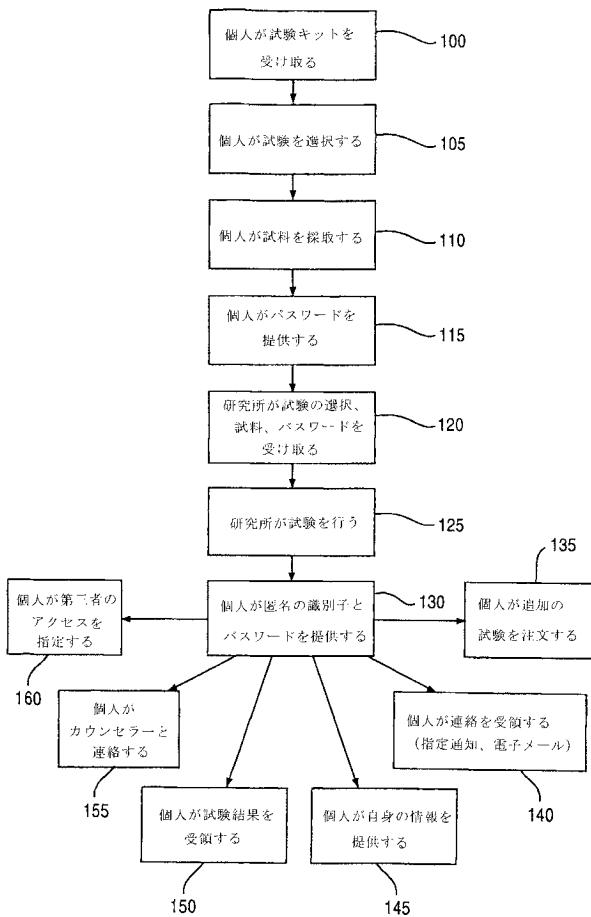 個人が試験キットを
受け取る
100
個人が試験を選択する
105
個人が試料を採取する
110
個人がパスワードを
提供する
115
研究所が試験の選択、
試料、パスワードを
受け取る
120
研究所が試験を行う
125
個人が匿名の識別子と
パスワードを提供する
130
個人が追加の
試験を注文する
135
個人が連絡を受領する
(指定通知、電子メール)
140
個人が自身の情報を
提供する
145
個人が試験結果を
受領する
150
個人が
カウンセラーと
連絡する
155
個人が第三者の
アクセスを
指定する
160